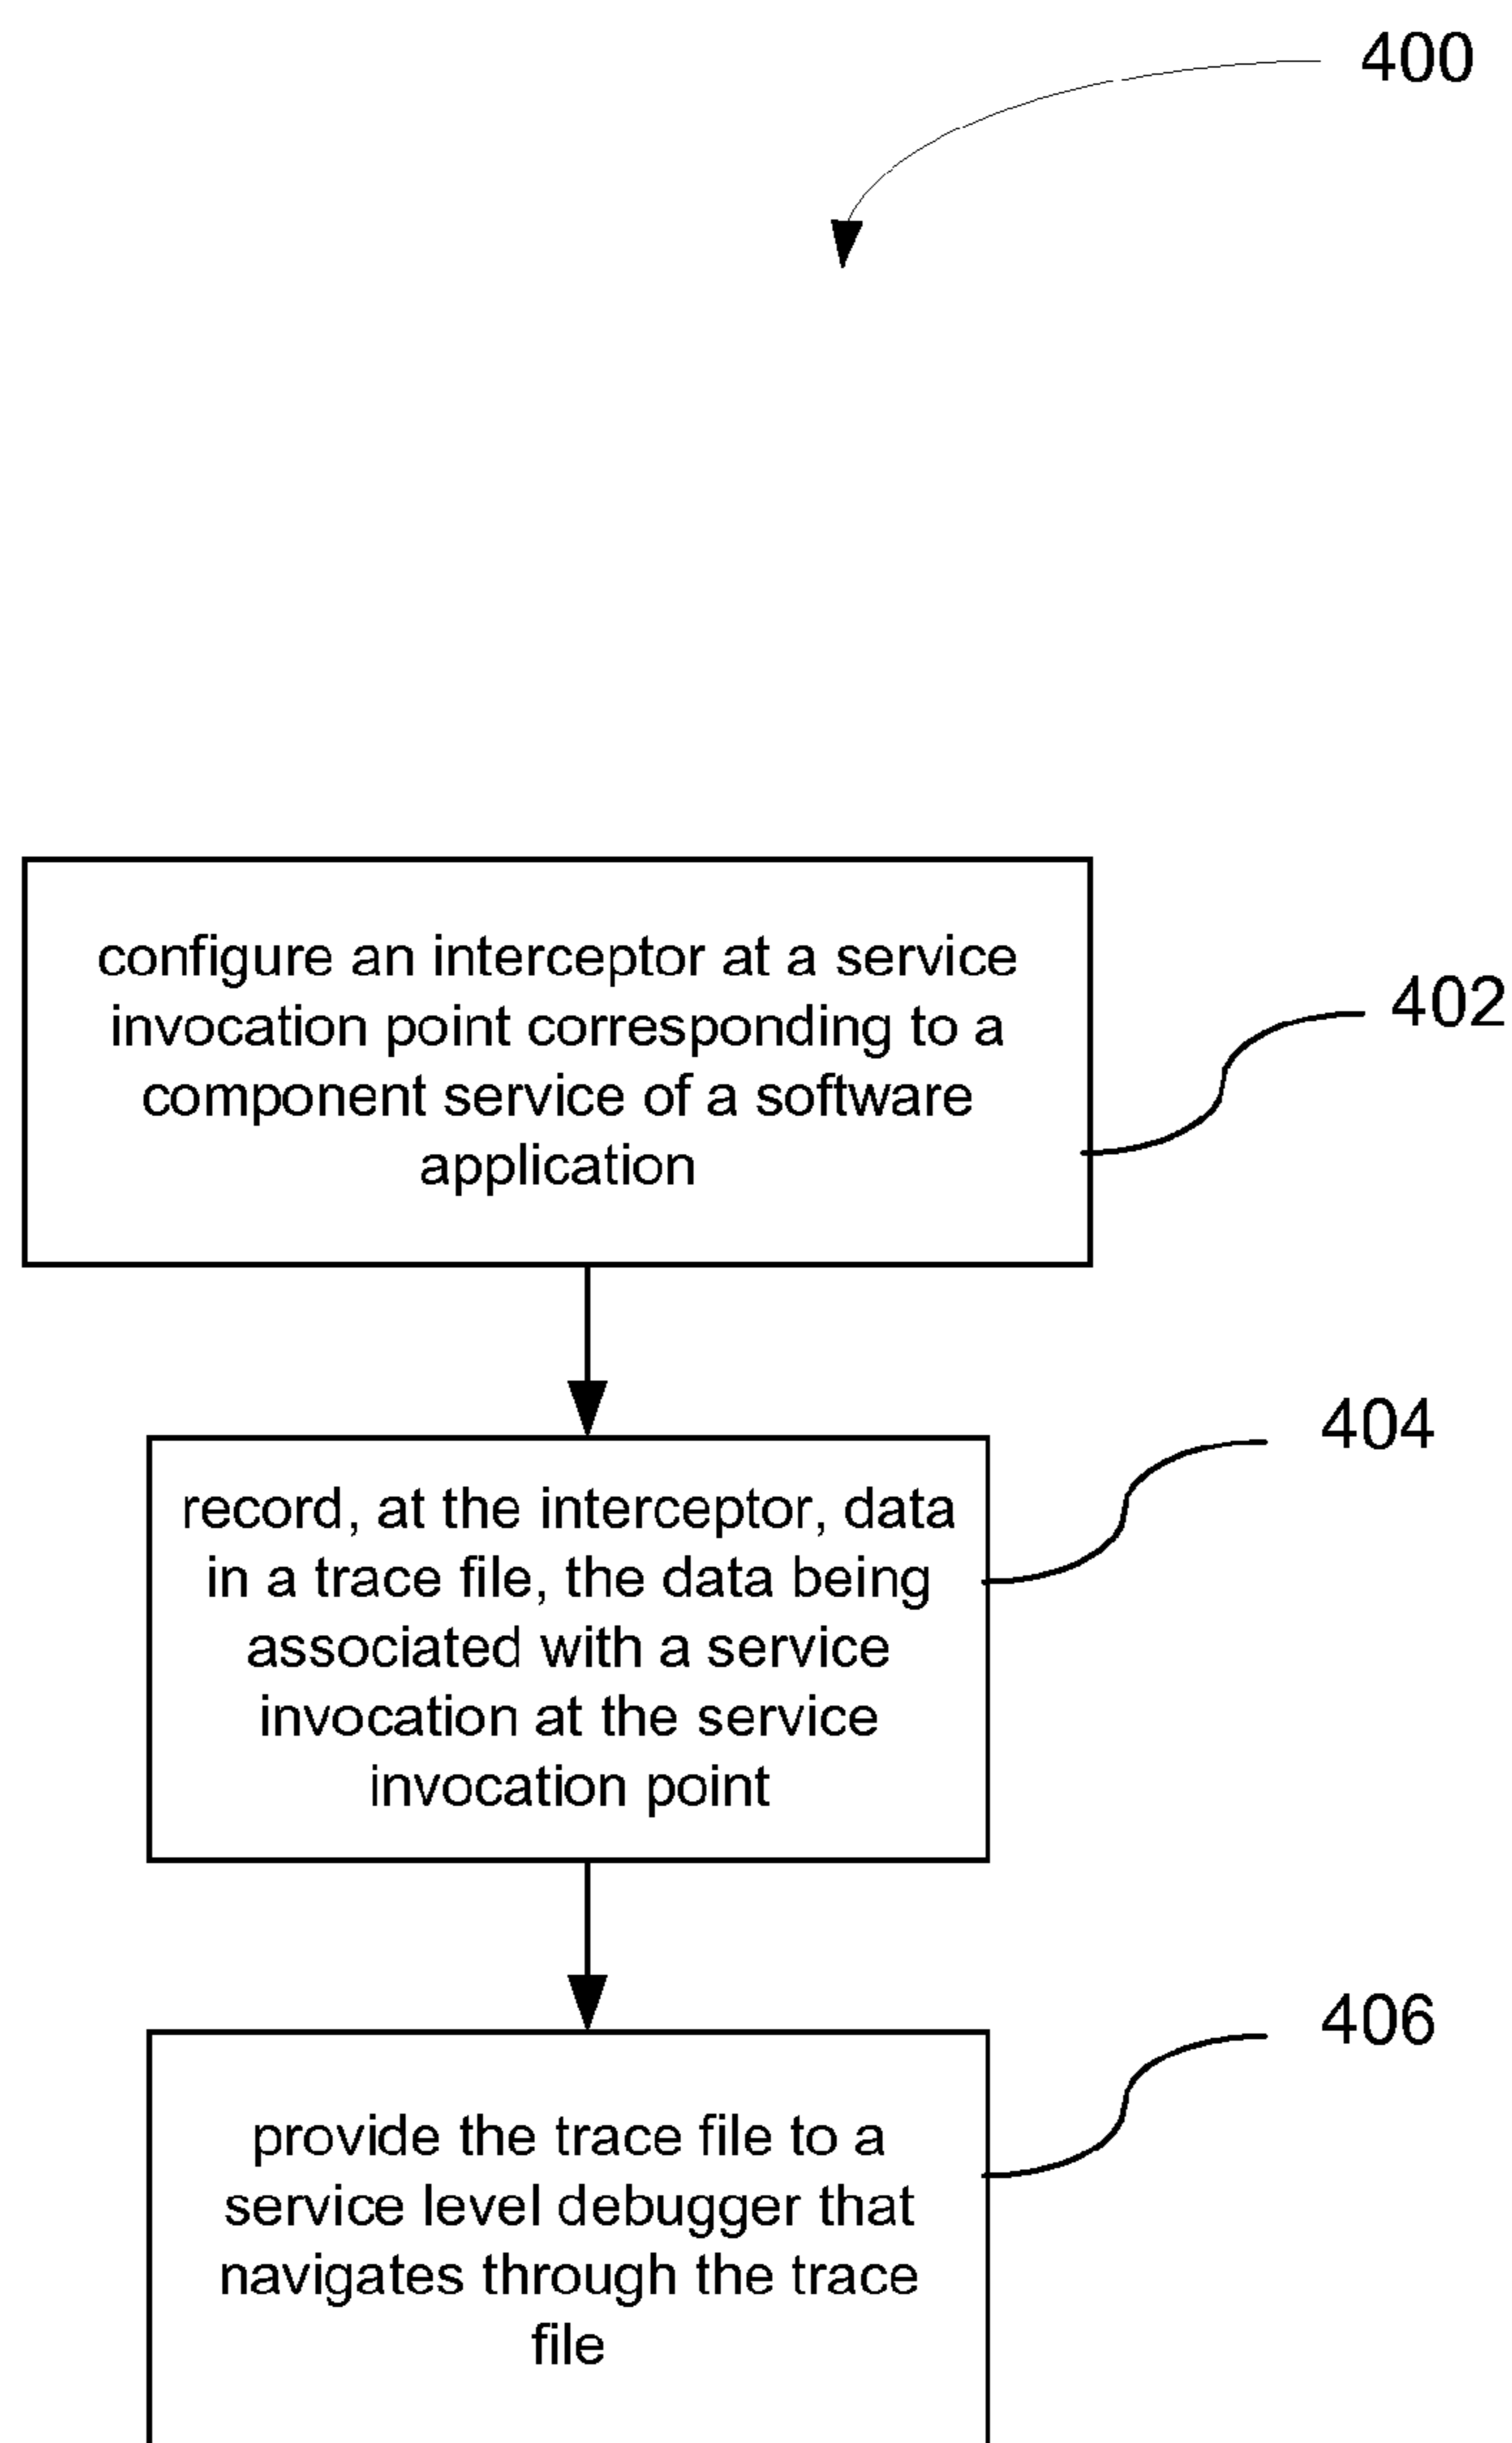 400
configure an interceptor at a service
invocation point corresponding to a
component service of a software
application
402
record, at the interceptor, data
in a trace file, the data being
associated with a service
invocation at the service
invocation point
404
provide the trace file to a
service level debugger that
navigates through the trace
file
406